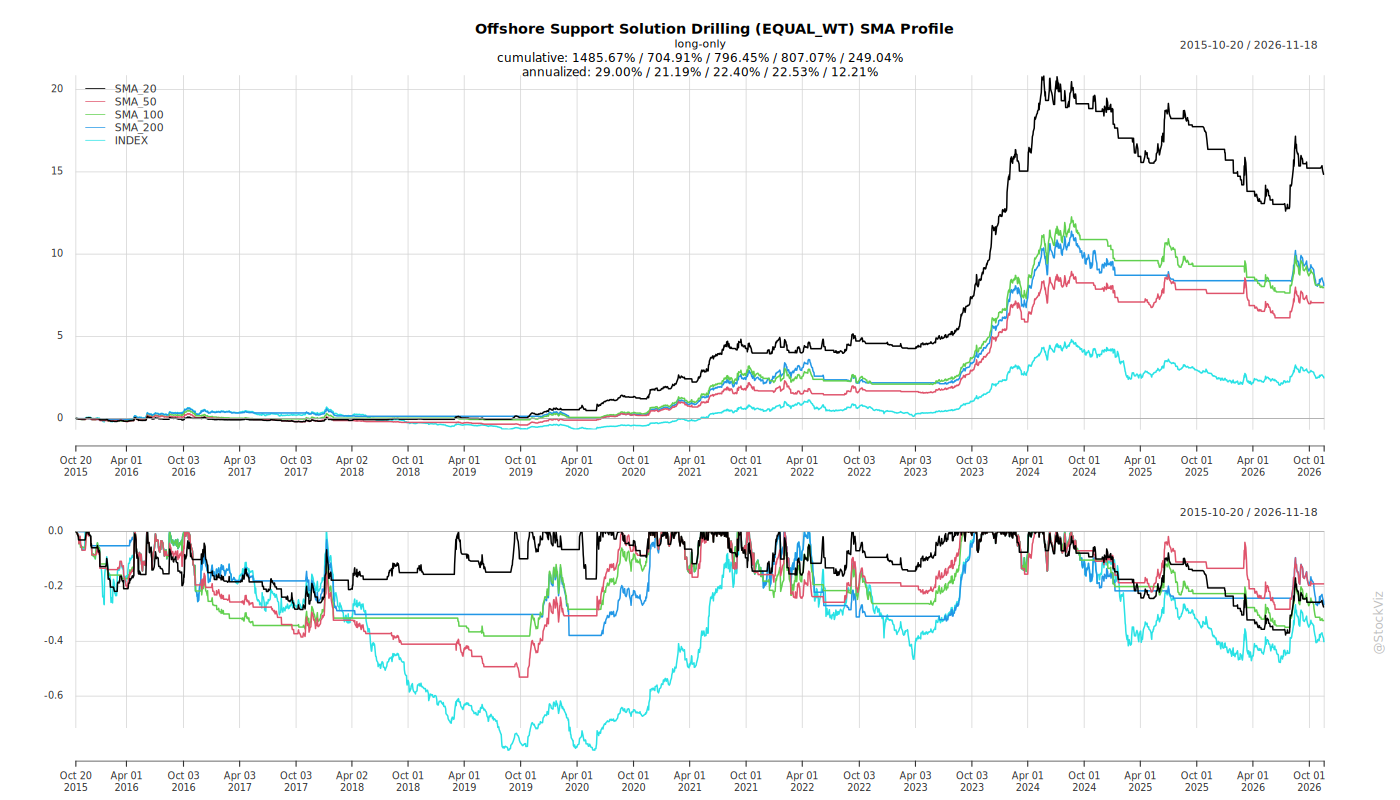 Offshore Support Solution Drilling (EQUAL_WT) SMA Profile
long-only
cumulative: 1485.67% / 704.91% / 796.45% / 807.07% / 249.04%
annualized: 29.00% / 21.19% / 22.40% / 22.53% / 12.21%
2015-10-20 / 2026-11-18
20
15
10
5
0
SMA_20
SMA_50
SMA_100
SMA_200
INDEX
Oct 20 Apr 01 Oct 03 Apr 03 Oct 03 Apr 02 Oct 01 Apr 01 Oct 01 Apr 01 Oct 01 Apr 01 Oct 01 Apr 01 Oct 03 Apr 03 Oct 03 Apr 01 Oct 01 Apr 01 Oct 01 Apr 01 Oct 01
2015 2016 2016 2017 2017 2018 2018 2019 2019 2020 2020 2021 2021 2022 2022 2023 2023 2024 2024 2025 2025 2026 2026
2015-10-20 / 2026-11-18
0.0
-0.2
-0.4
-0.6
Oct 20 Apr 01 Oct 03 Apr 03 Oct 03 Apr 02 Oct 01 Apr 01 Oct 01 Apr 01 Oct 01 Apr 01 Oct 01 Apr 01 Oct 03 Apr 03 Oct 03 Apr 01 Oct 01 Apr 01 Oct 01 Apr 01 Oct 01
2015 2016 2016 2017 2017 2018 2018 2019 2019 2020 2020 2021 2021 2022 2022 2023 2023 2024 2024 2025 2025 2026 2026
@StockViz